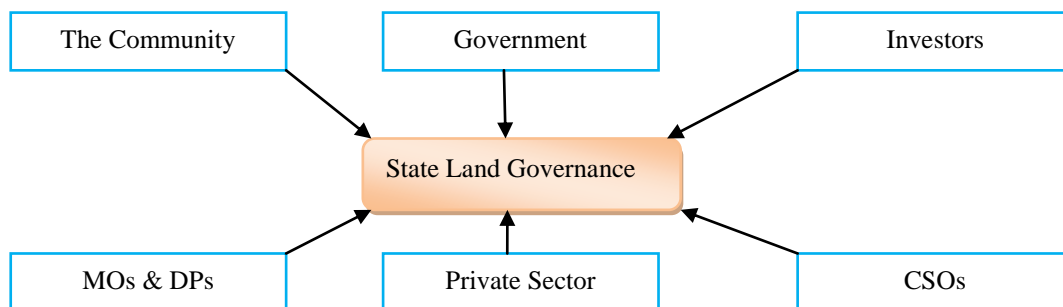 The Community
Government
Investors
State Land Governance
MOs & DPs
Private Sector
CSOs